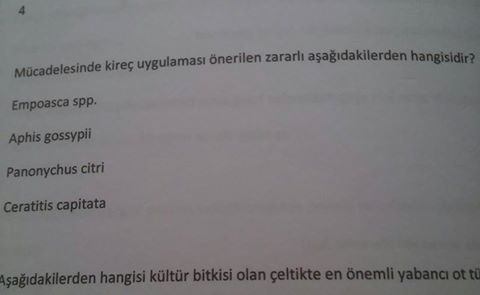 4
Mücadelesinde kireç uygulaması önerilen zararlı aşağıdakilerden hangisidir?
Empoasca spp.
Aphis gossypii
Panonychus citri
Ceratitis capitata
Aşağıdakilerden hangisi kültür bitkisi olan çeltikte en önemli yabancı ot tü